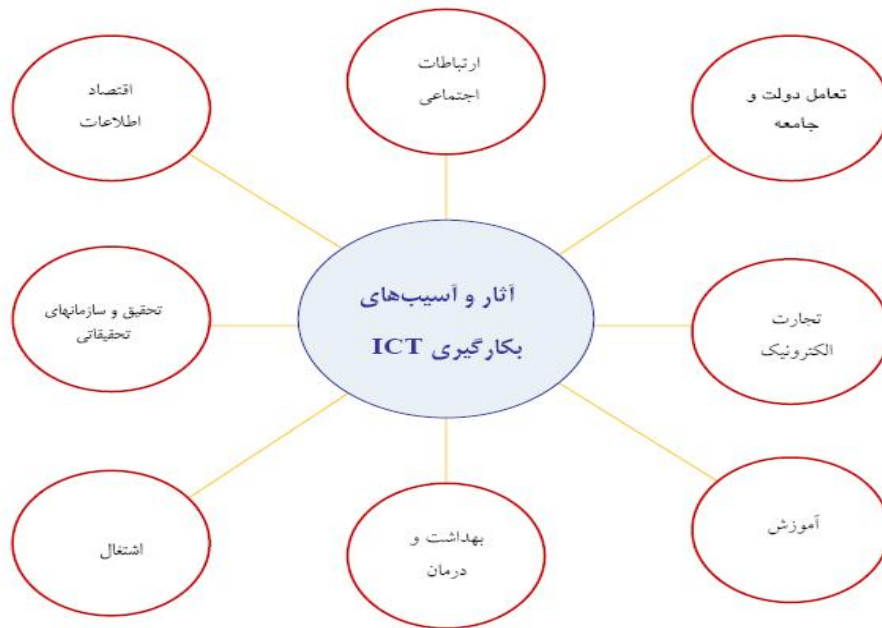 ارتباطات
اجتماعی
تعامل دولت و
جامعه
اقتصاد
اطلاعات
آثار و آسیب‌های
بکارگیری ICT
تجارت
الکترونیک
تحقیق و سازمانهای
تحقیقاتی
آموزش
بهداشت و
درمان
اشتغال